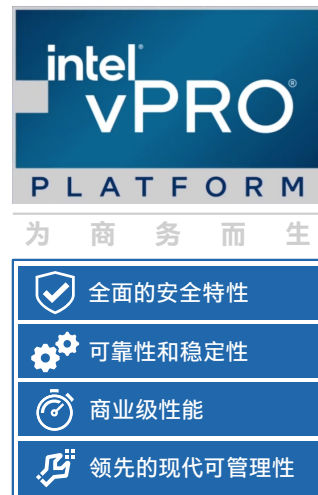 intel
vPRO®
PLATFORM
为商务而生
全面的安全特性
可靠性和稳定性
商业级性能
领先的现代可管理性